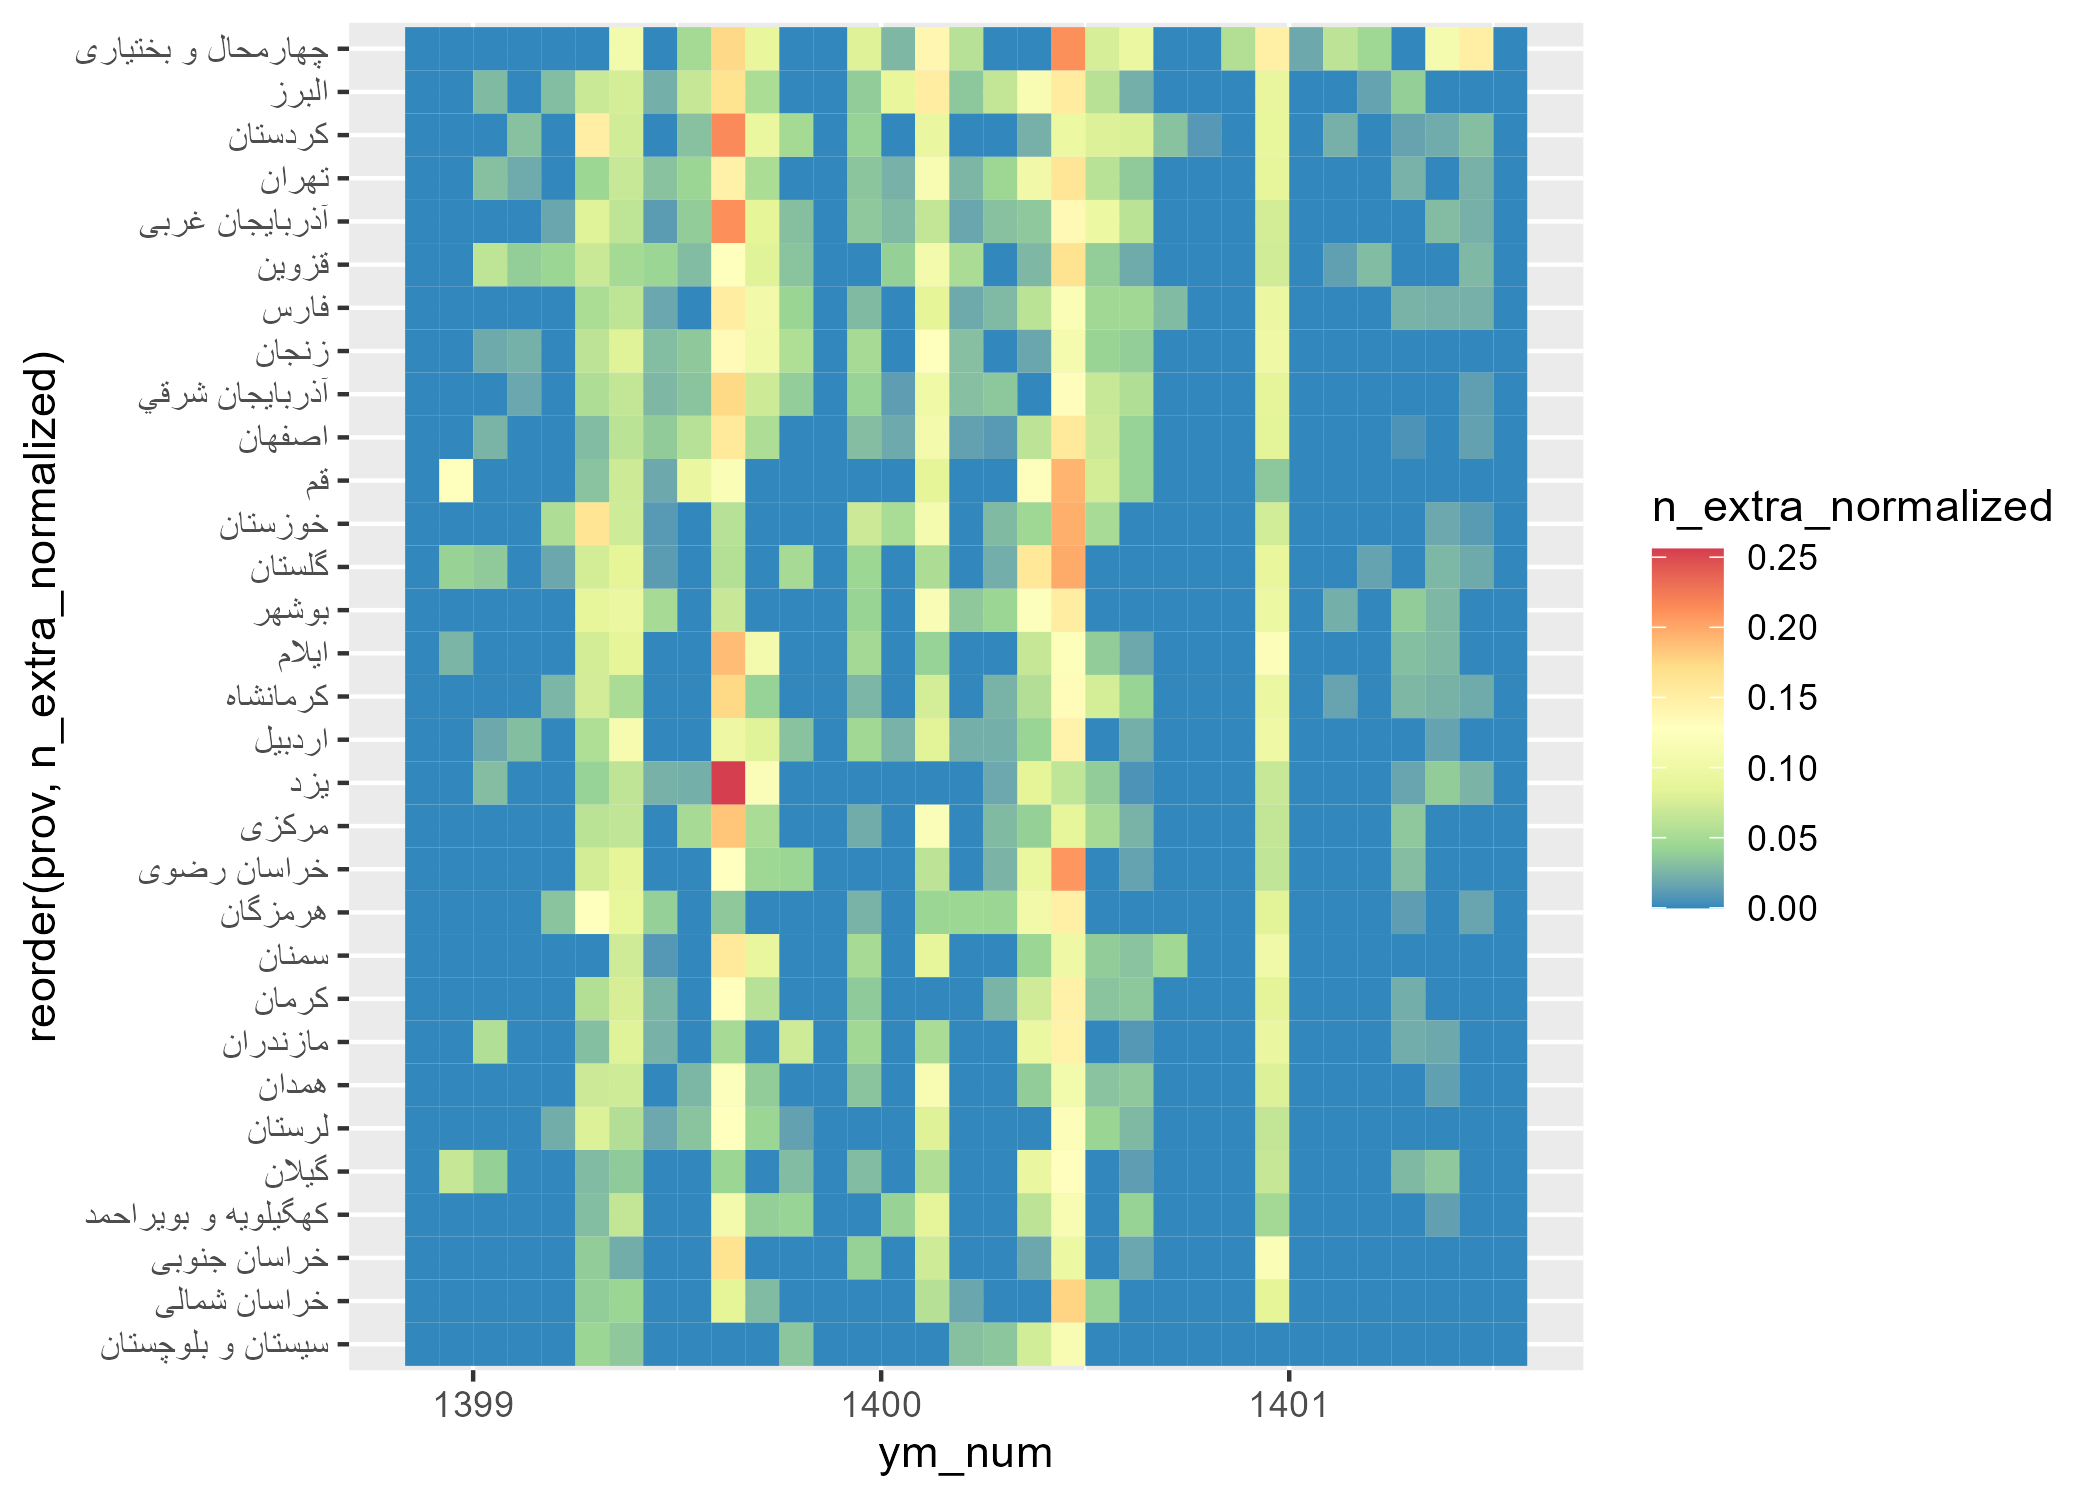 چهارمحال و بختیاری
البرز
کردستان
تهران
آذربایجان غربی
قزوین
فارس
زنجان
آذربایجان شرقي
اصفهان
قم
خوزستان
گلستان
بوشهر
ایلام
کرمانشاه
اردبیل
یزد
مرکزی
خراسان رضوی
هرمزگان
سمنان
کرمان
مازندران
همدان
لرستان
گیلان
کهگیلویه و بویراحمد
خراسان جنوبی
خراسان شمالی
سیستان و بلوچستان
reorder(prov, n_extra_normalized)
1399
1400
1401
ym_num
n_extra_normalized
0.25
0.20
0.15
0.10
0.05
0.00